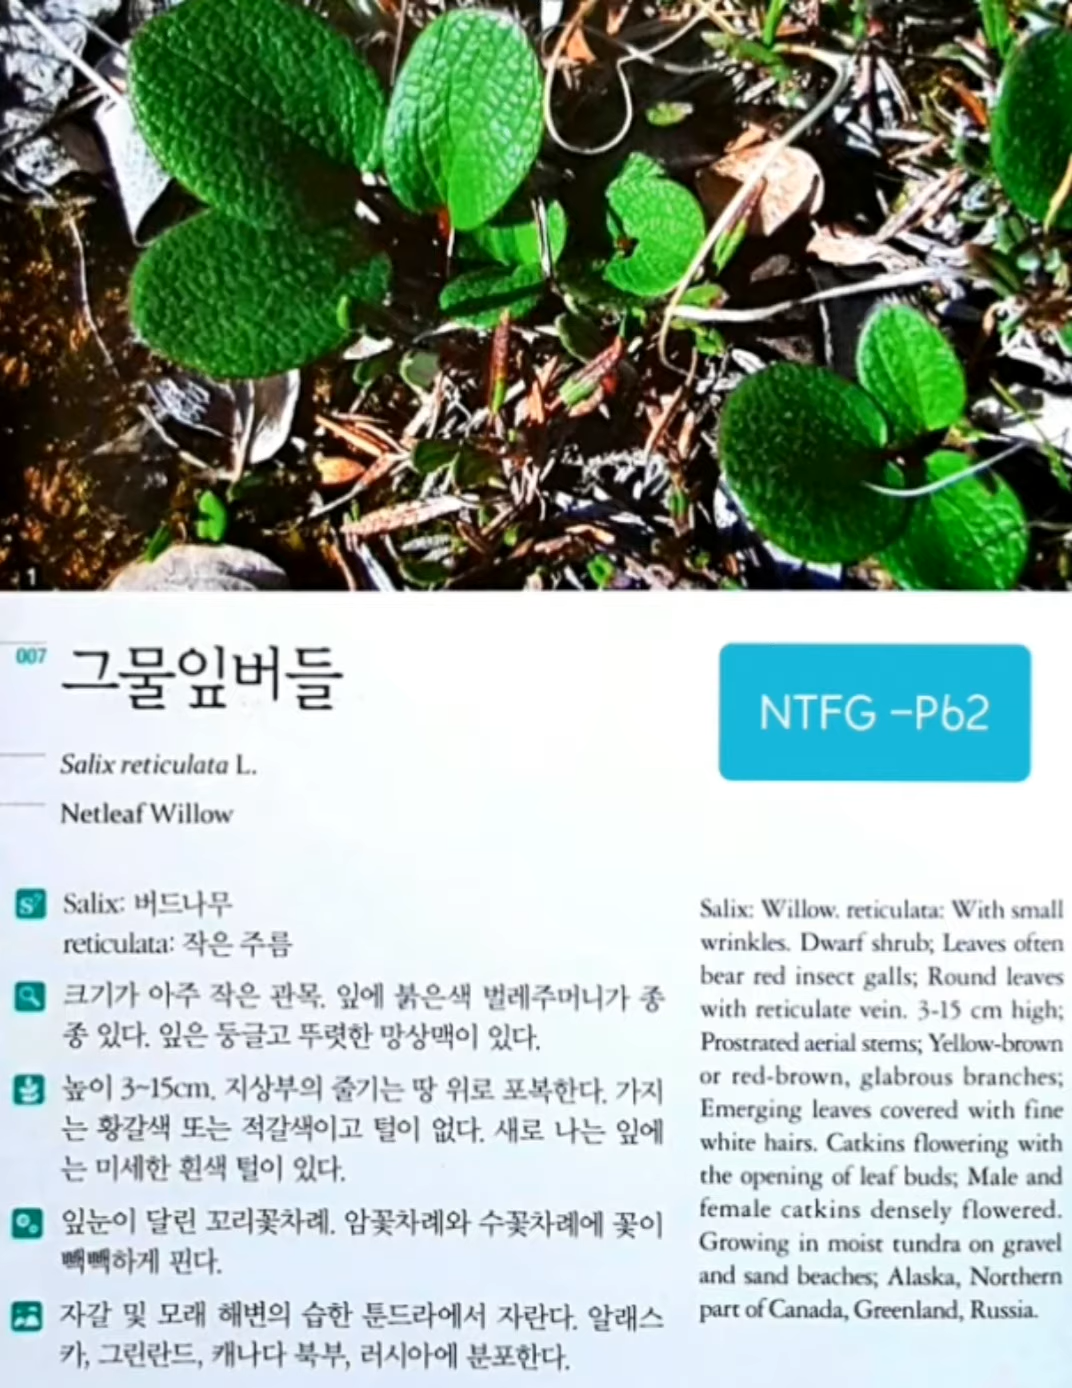 1
007
그물잎버들
NTFG –Pb2
Salix reticulata L.
Netleaf Willow
Salix: 버드나무
reticulata: 작은 주름
크기가 아주 작은 관목. 잎에 붉은색 벌레주머니가 종
종 있다. 잎은 둥글고 뚜렷한 망상맥이 있다.
높이 3~15cm. 지상부의 줄기는 땅 위로 포복한다. 가지
는 황갈색 또는 적갈색이고 털이 없다. 새로 나는 잎에
는 미세한 흰색 털이 있다.
잎눈이 달린 꼬리꽃차례. 암꽃차례와 수꽃차례에 꽃이
빽빽하게 핀다.
자갈 및 모래 해변의 습한 툰드라에서 자란다. 알래스
카, 그린란드, 캐나다 북부, 러시아에 분포한다.
Salix: Willow. reticulata: With small
wrinkles. Dwarf shrub; Leaves often
bear red insect galls; Round leaves
with reticulate vein. 3-15 cm high;
Prostrated aerial stems; Yellow-brown
or red-brown, glabrous branches;
Emerging leaves covered with fine
white hairs. Catkins flowering with
the opening of leaf buds; Male and
female catkins densely flowered.
Growing in moist tundra on gravel
and sand beaches; Alaska, Northern
part of Canada, Greenland, Russia.